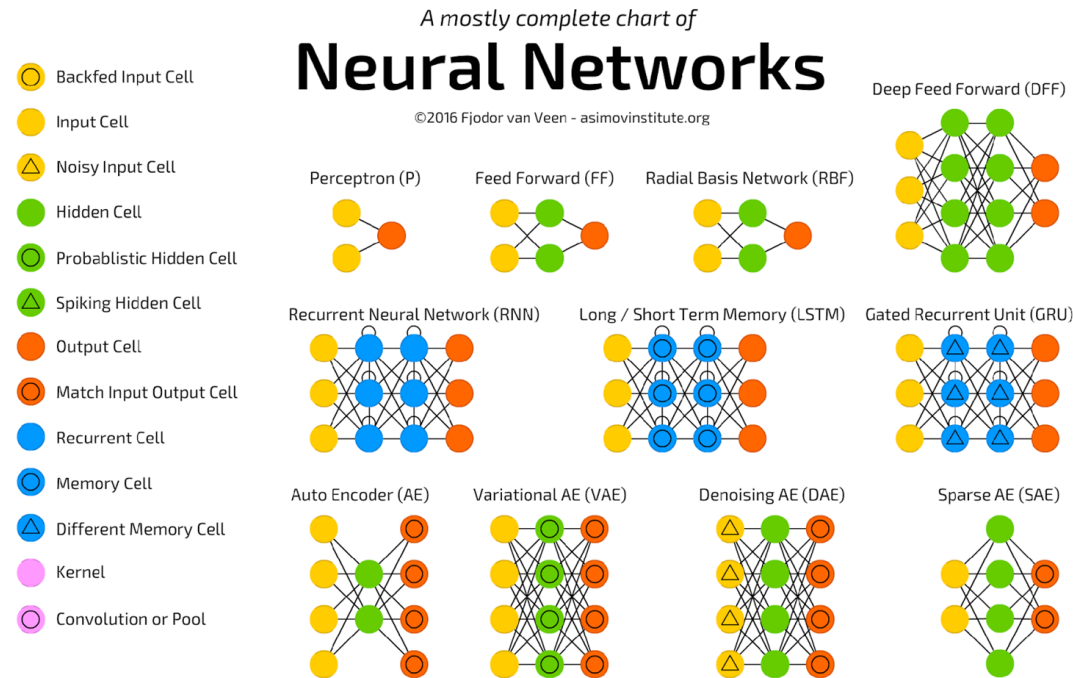 A mostly complete chart of
Neural Networks
©2016 Fjodor van Veen - asimovinstitute.org
Backfed Input Cell
Input Cell
Noisy Input Cell
Hidden Cell
Probablistic Hidden Cell
Spiking Hidden Cell
Output Cell
Match Input Output Cell
Recurrent Cell
Memory Cell
Different Memory Cell
Kernel
Convolution or Pool
Deep Feed Forward (DFF)
Perceptron (P)
Feed Forward (FF)
Radial Basis Network (RBF)
Recurrent Neural Network (RNN)
Long / Short Term Memory (LSTM)
Gated Recurrent Unit (GRU)
Auto Encoder (AE)
Variational AE (VAE)
Denoising AE (DAE)
Sparse AE (SAE)